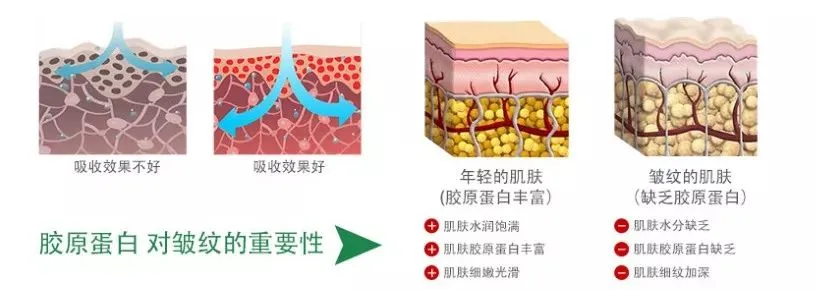 吸收效果不好
吸收效果好
胶原蛋白 对皱纹的重要性
年轻的肌肤
(胶原蛋白丰富)
肌肤水润饱满
肌肤胶原蛋白丰富
肌肤细嫩光滑
皱纹的肌肤
(缺乏胶原蛋白)
肌肤水分缺乏
肌肤胶原蛋白缺乏
肌肤细纹加深